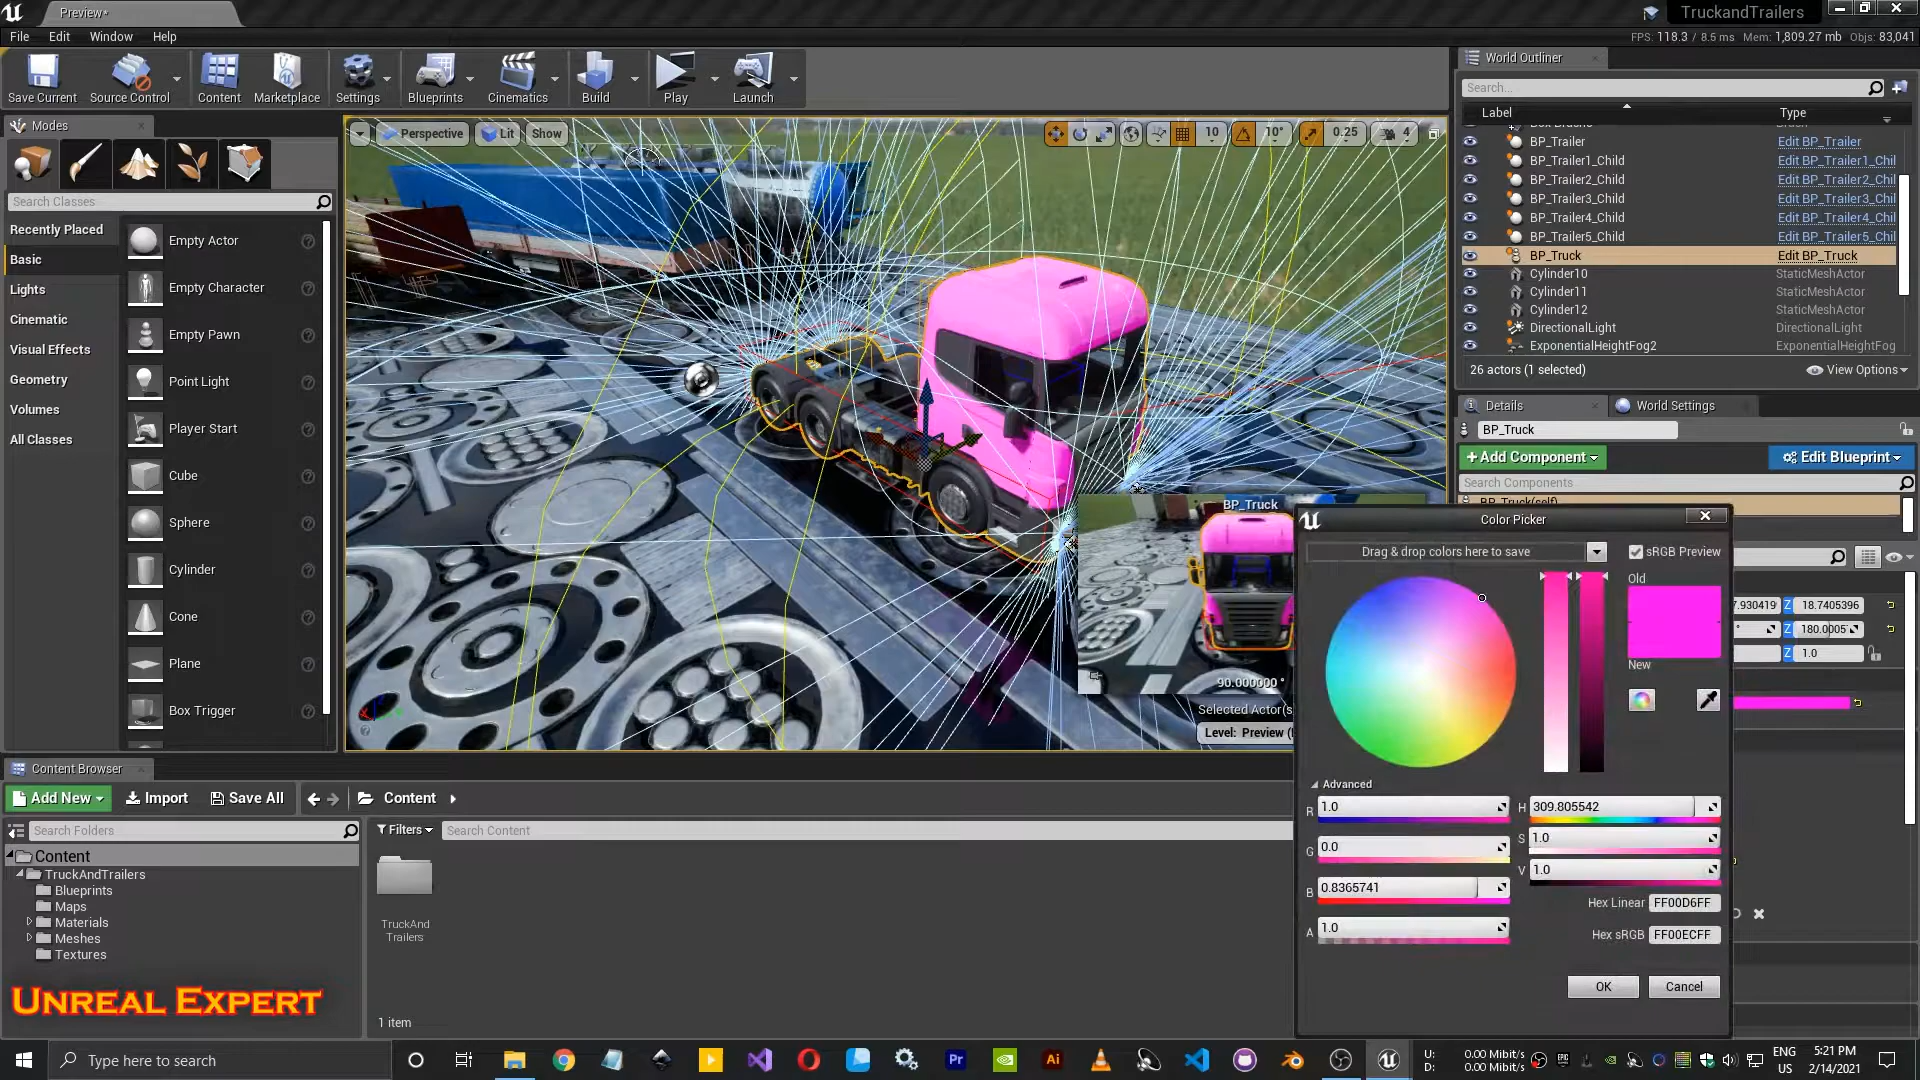 Preview*
TruckandTrailers
File Edit Window Help
FPS: 118.3 / 8.5 ms Mem: 1,809.27 mb Objs: 83,041
Save Current
Source Control
Content
Marketplace
Settings
Blueprints
Cinematics
Build
Play
Launch
World Outliner
Search...
Label
Type
BP_Trailer Edit BP_Trailer
BP_Trailer1_Child Edit BP_Trailer1_Chil
BP_Trailer2_Child Edit BP_Trailer2_Chil
BP_Trailer3_Child Edit BP_Trailer3_Chil
BP_Trailer4_Child Edit BP_Trailer4_Chil
BP_Trailer5_Child Edit BP_Trailer5_Chil
BP_Truck Edit BP_Truck
Cylinder10 StaticMeshActor
Cylinder11 StaticMeshActor
Cylinder12 StaticMeshActor
DirectionalLight DirectionalLight
ExponentialHeightFog2 ExponentialHeightFog
26 actors (1 selected)
View Options
Modes
Search Classes
Recently Placed
Basic
Lights
Cinematic
Visual Effects
Geometry
Volumes
All Classes
Empty Actor
Empty Character
Empty Pawn
Point Light
Player Start
Cube
Sphere
Cylinder
Cone
Plane
Box Trigger
Perspective
Lit
Show
10
10°
0.25
4
BP_Truck
90.000000 °
Selected Actor(s
Level: Preview (
Details
World Settings
BP_Truck
+Add Component
Edit Blueprint
Search Components
BP_Truck(self)
7.930419 Z 18.7405396
° Z 180.0005
Z 1.0
Color Picker
Drag & drop colors here to save
sRGB Preview
Old
New
Advanced
R 1.0
G 0.0
B 0.8365741
A 1.0
H 309.805542
S 1.0
V 1.0
Hex Linear FF00D6FF
Hex sRGB FF00ECFF
OK
Cancel
Content Browser
Add New
Import
Save All
Content
Search Folders
Filters
Search Content
Content
TruckAndTrailers
Blueprints
Maps
Materials
Meshes
Textures
TruckAnd
Trailers
1 item
UNREAL EXPERT
Type here to search
Pr
Ai
U: 0.00 Mibit/s
D: 0.00 Mibit/s
ENG
US
5:21 PM
2/14/2021